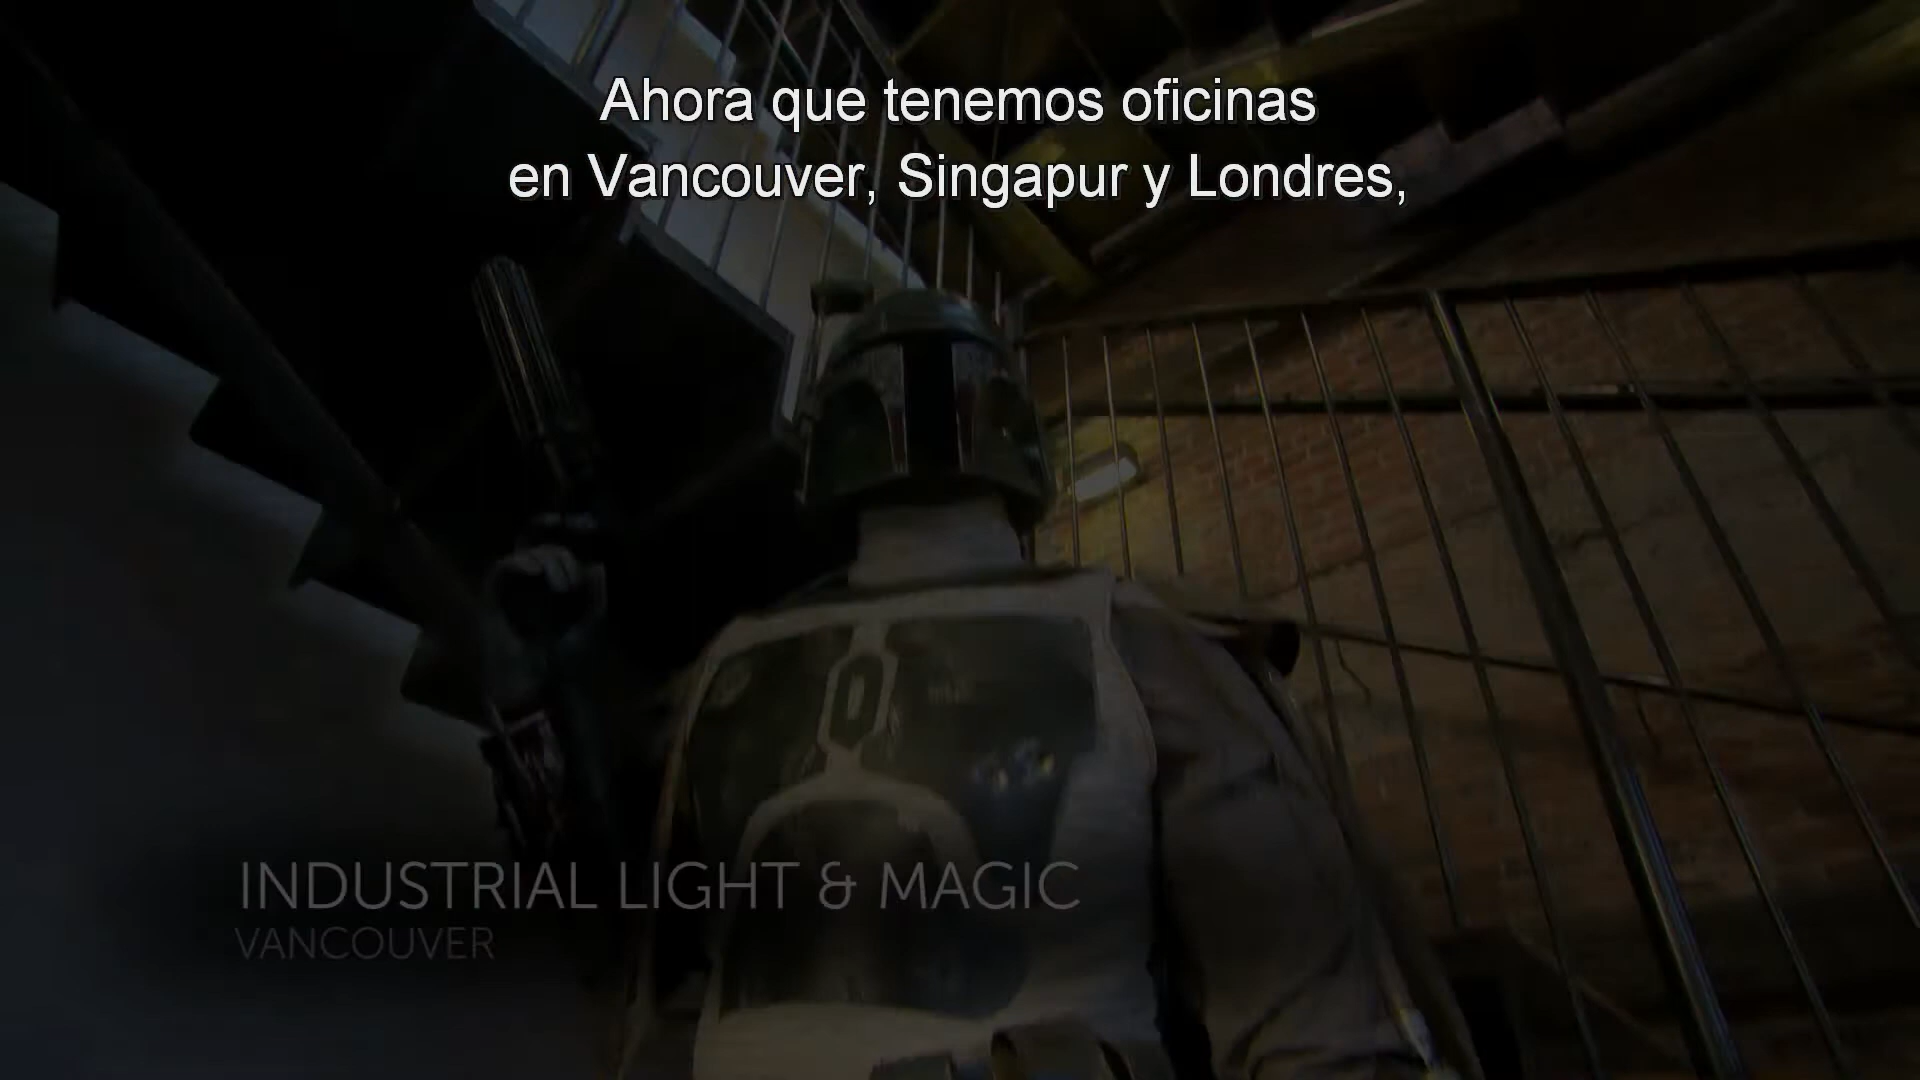 Ahora que tenemos oficinas
en Vancouver, Singapur y Londres,
INDUSTRIAL LIGHT & MAGIC
VANCOUVER